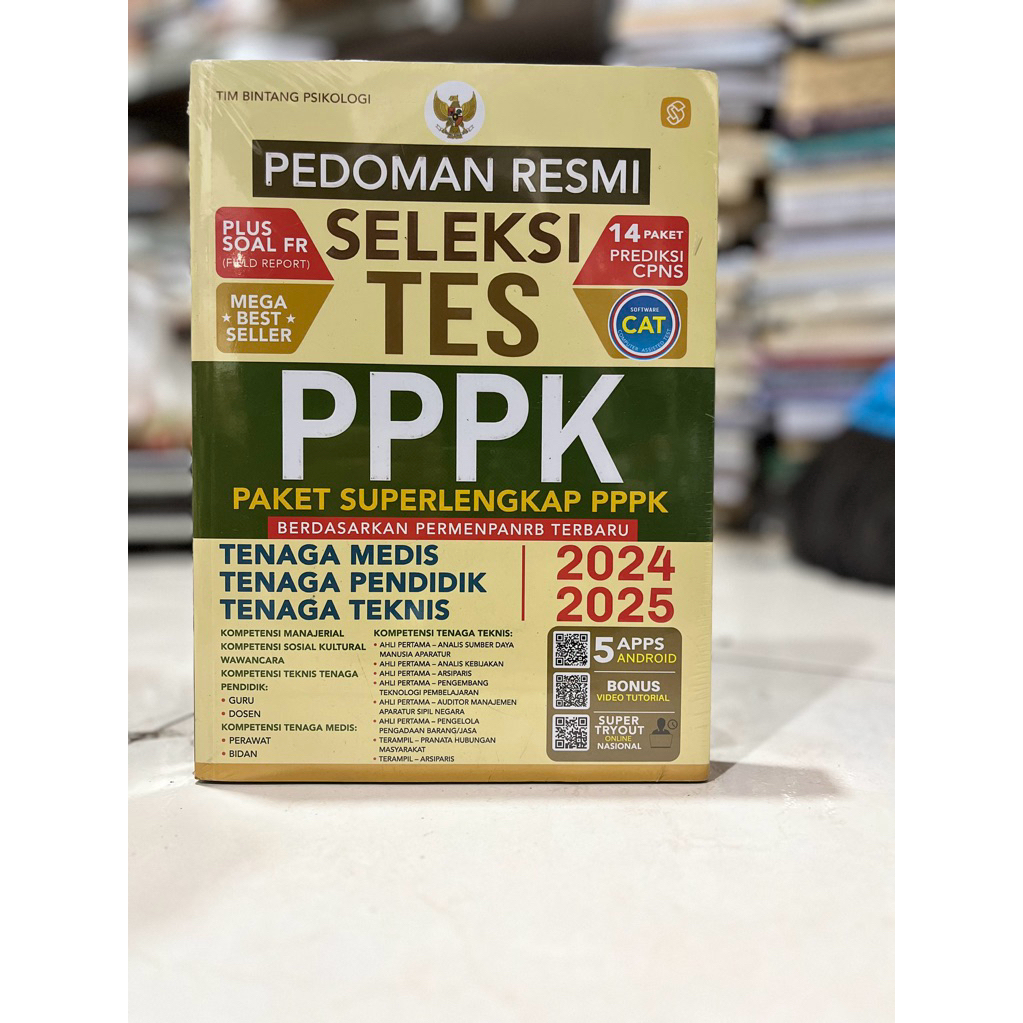 TIM BINTANG PSIKOLOGI
PEDOMAN RESMI
PLUS
SOAL FR
(FIELD REPORT)
SELEKSI
14 PAKET
PREDIKSI
CPNS
MEGA
BEST
SELLER
TES
SOFTWARE
CAT
COMPUTER ASSISTED TEST
PPPK
PAKET SUPERLENGKAP PPPK
BERDASARKAN PERMENPANRB TERBARU
TENAGA MEDIS
TENAGA PENDIDIK
TENAGA TEKNIS
2024
2025
KOMPETENSI MANAJERIAL
KOMPETENSI SOSIAL KULTURAL
WAWANCARA
KOMPETENSI TEKNIS TENAGA
PENDIDIK:
• GURU
• DOSEN
KOMPETENSI TENAGA MEDIS:
• PERAWAT
• BIDAN
KOMPETENSI TENAGA TEKNIS:
• AHLI PERTAMA – ANALIS SUMBER DAYA
MANUSIA APARATUR
• AHLI PERTAMA – ANALIS KEBIJAKAN
• AHLI PERTAMA – ARSIPARIS
• AHLI PERTAMA – PENGEMBANG
TEKNOLOGI PEMBELAJARAN
• AHLI PERTAMA – AUDITOR MANAJEMEN
APARATUR SIPIL NEGARA
• AHLI PERTAMA – PENGELOLA
PENGADAAN BARANG/JASA
• TERAMPIL – PRANATA HUBUNGAN
MASYARAKAT
• TERAMPIL – ARSIPARIS
5 APPS
ANDROID
BONUS
VIDEO TUTORIAL
SUPER
TRYOUT
ONLINE
NASIONAL